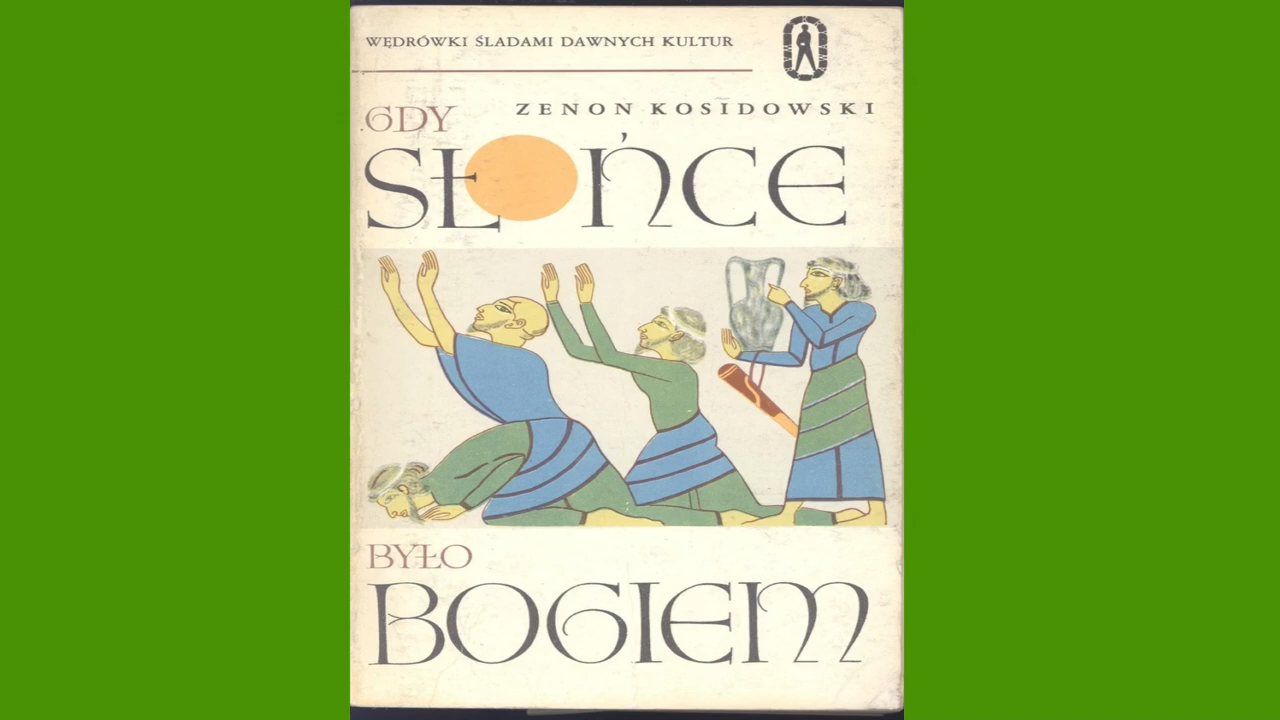 WĘDRÓWKI ŚLADAMI DAWNYCH KULTUR
ZENON KOSIDOWSKI
GDY
SŁOŃCE
BYŁO
BOGIEM